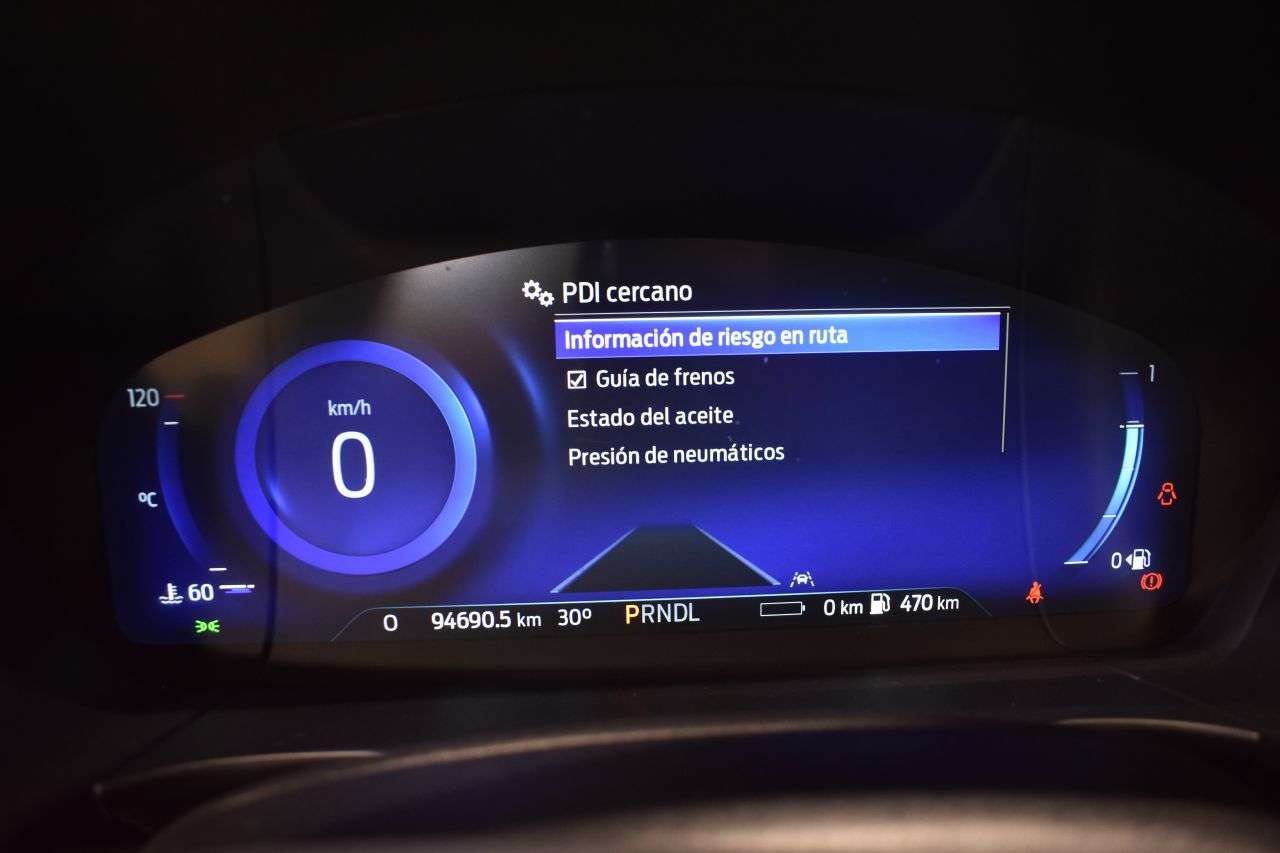 PDI cercano
Información de riesgo en ruta
Guía de frenos
Estado del aceite
Presión de neumáticos
120
km/h
0
ºC
60
1
0
O 94690.5 km 30º PRNDL 0 km 470 km